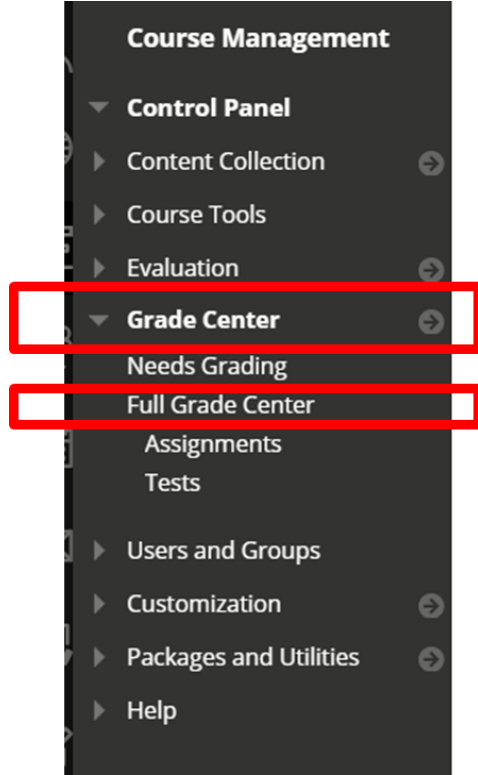 Course Management
Control Panel
Content Collection
Course Tools
Evaluation
Grade Center
Needs Grading
Full Grade Center
Assignments
Tests
Users and Groups
Customization
Packages and Utilities
Help